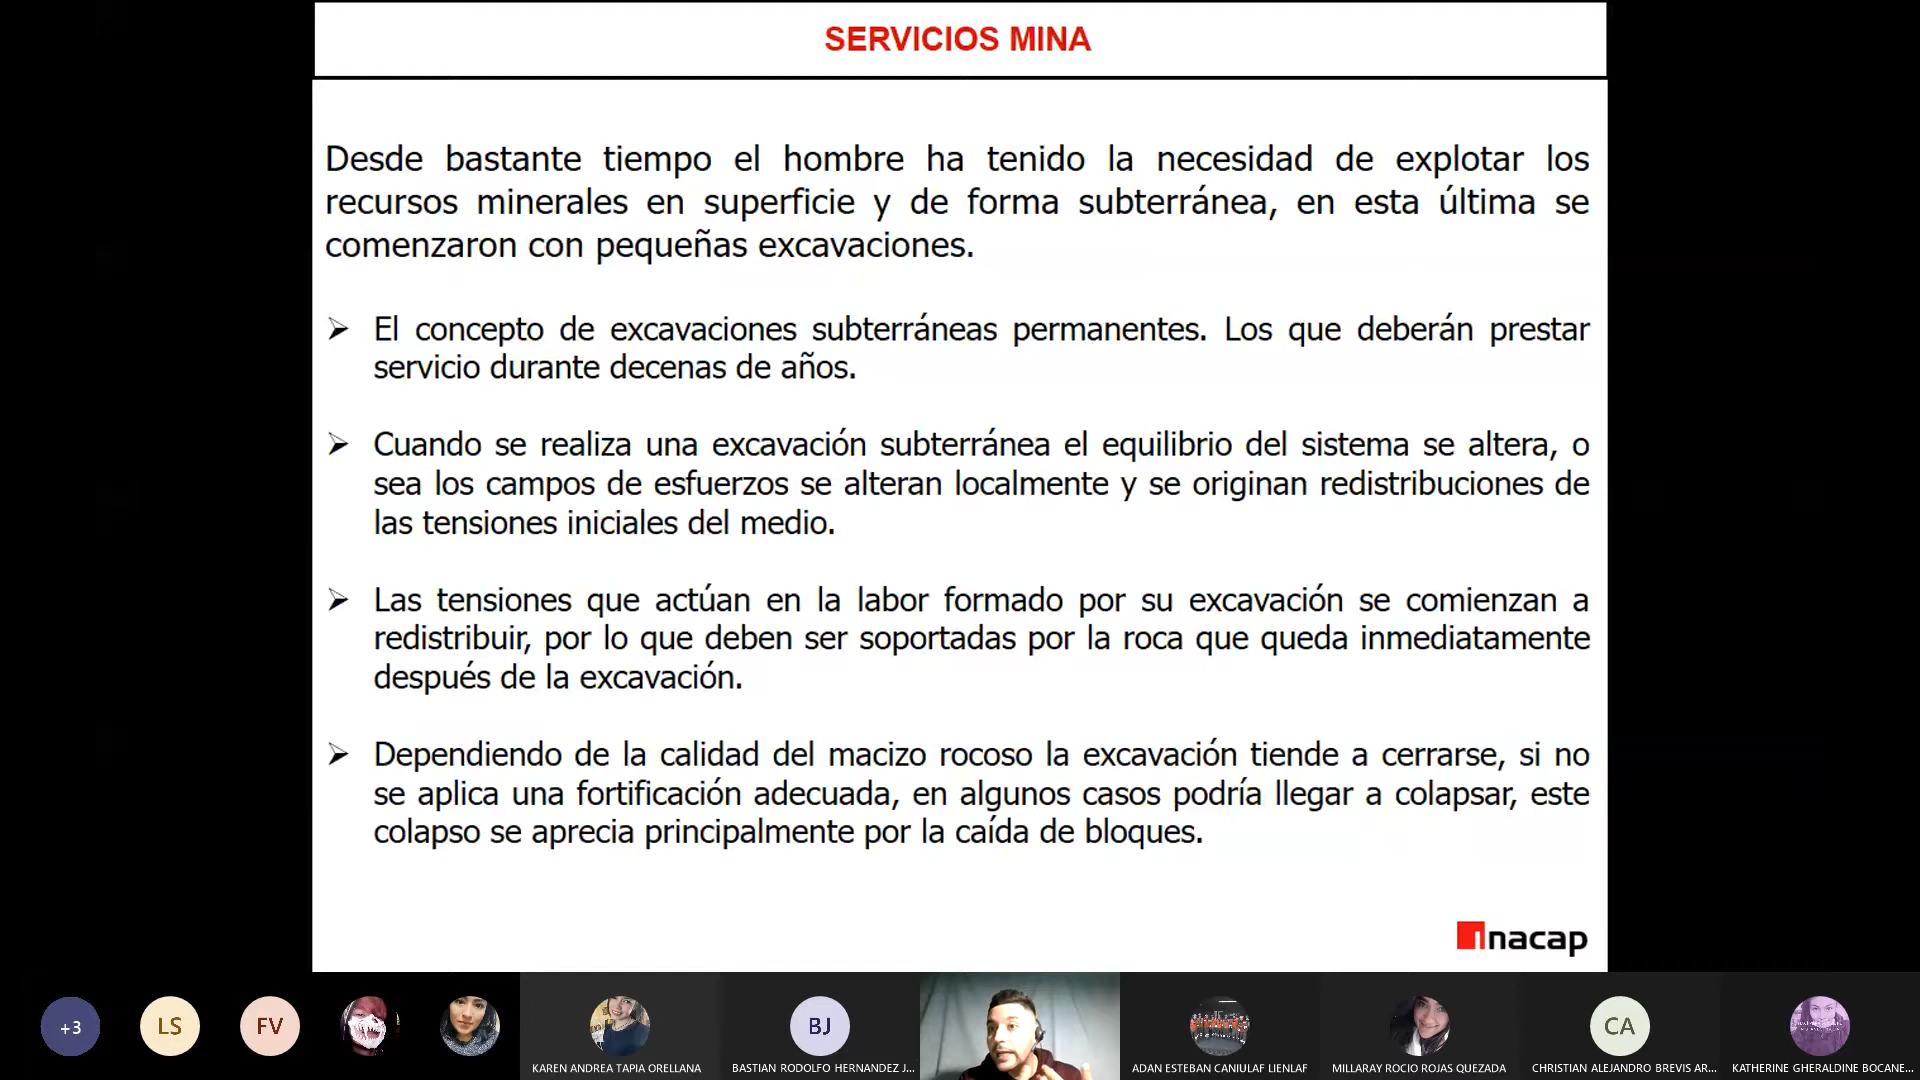 SERVICIOS MINA
Desde bastante tiempo el hombre ha tenido la necesidad de explotar los
recursos minerales en superficie y de forma subterránea, en esta última se
comenzaron con pequeñas excavaciones.
El concepto de excavaciones subterráneas permanentes. Los que deberán prestar
servicio durante decenas de años.
Cuando se realiza una excavación subterránea el equilibrio del sistema se altera, o
sea los campos de esfuerzos se alteran localmente y se originan redistribuciones de
las tensiones iniciales del medio.
Las tensiones que actúan en la labor formado por su excavación se comienzan a
redistribuir, por lo que deben ser soportadas por la roca que queda inmediatamente
después de la excavación.
Dependiendo de la calidad del macizo rocoso la excavación tiende a cerrarse, si no
se aplica una fortificación adecuada, en algunos casos podría llegar a colapsar, este
colapso se aprecia principalmente por la caída de bloques.
inacap
+3
LS
FV
BJ
CA
KAREN ANDREA TAPIA ORELLANA
BASTIAN RODOLFO HERNANDEZ J...
ADAN ESTEBAN CANIULAF LIENLAF
MILLARAY ROCIO ROJAS QUEZADA
CHRISTIAN ALEJANDRO BREVIS AR...
KATHERINE GHERALDINE BOCANE...